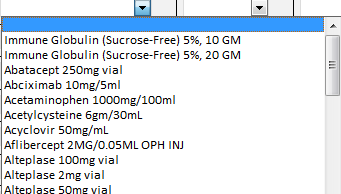 Immune Globulin (Sucrose-Free) 5%, 10 GM
Immune Globulin (Sucrose-Free) 5%, 20 GM
Abatacept 250mg vial
Abciximab 10mg/5ml
Acetaminophen 1000mg/100ml
Acetylcysteine 6gm/30mL
Acyclovir 50mg/mL
Aflibercept 2MG/0.05ML OPH INJ
Alteplase 100mg vial
Alteplase 2mg vial
Alteplase 50mg vial